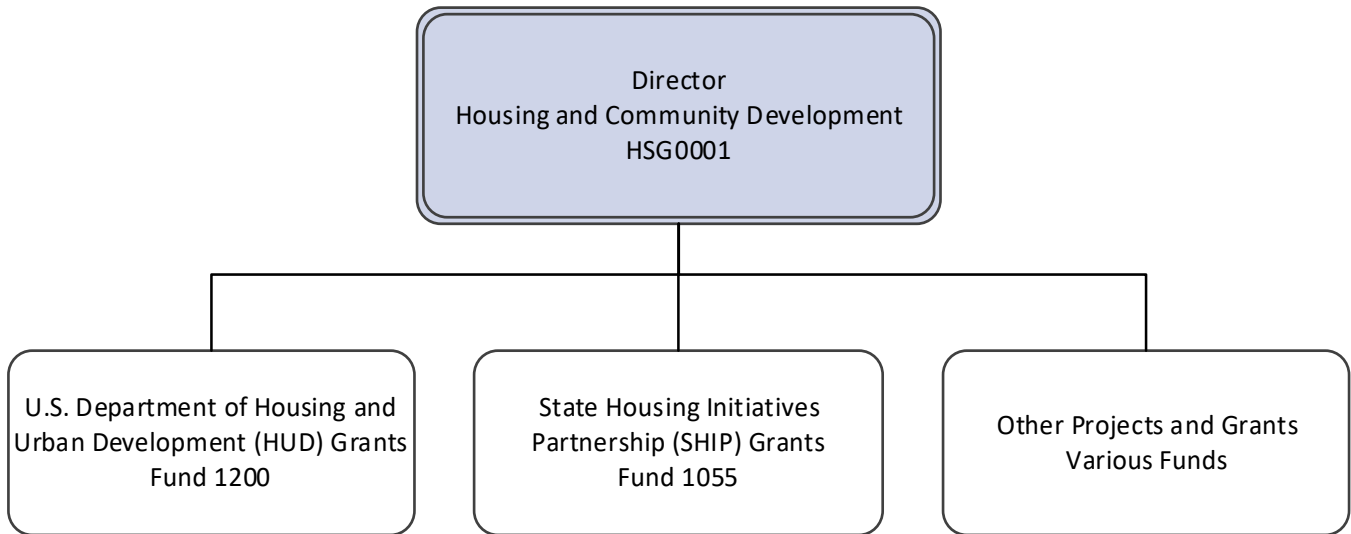 Director
Housing and Community Development
HSG0001
U.S. Department of Housing and
Urban Development (HUD) Grants
Fund 1200
State Housing Initiatives
Partnership (SHIP) Grants
Fund 1055
Other Projects and Grants
Various Funds